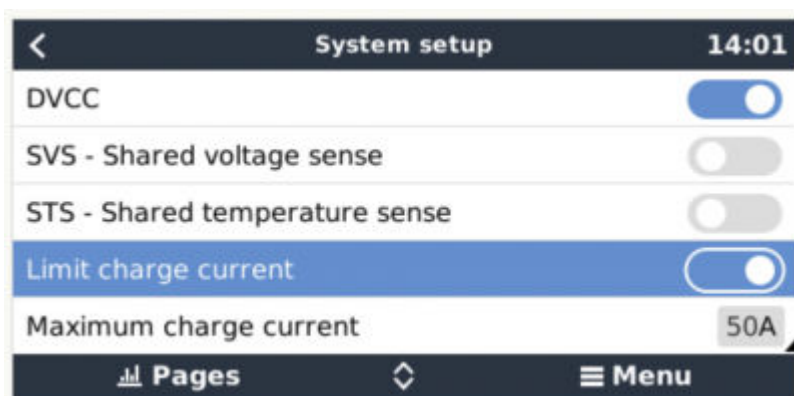 System setup 14:01
DVCC
SVS - Shared voltage sense
STS - Shared temperature sense
Limit charge current
Maximum charge current 50A
Pages Menu